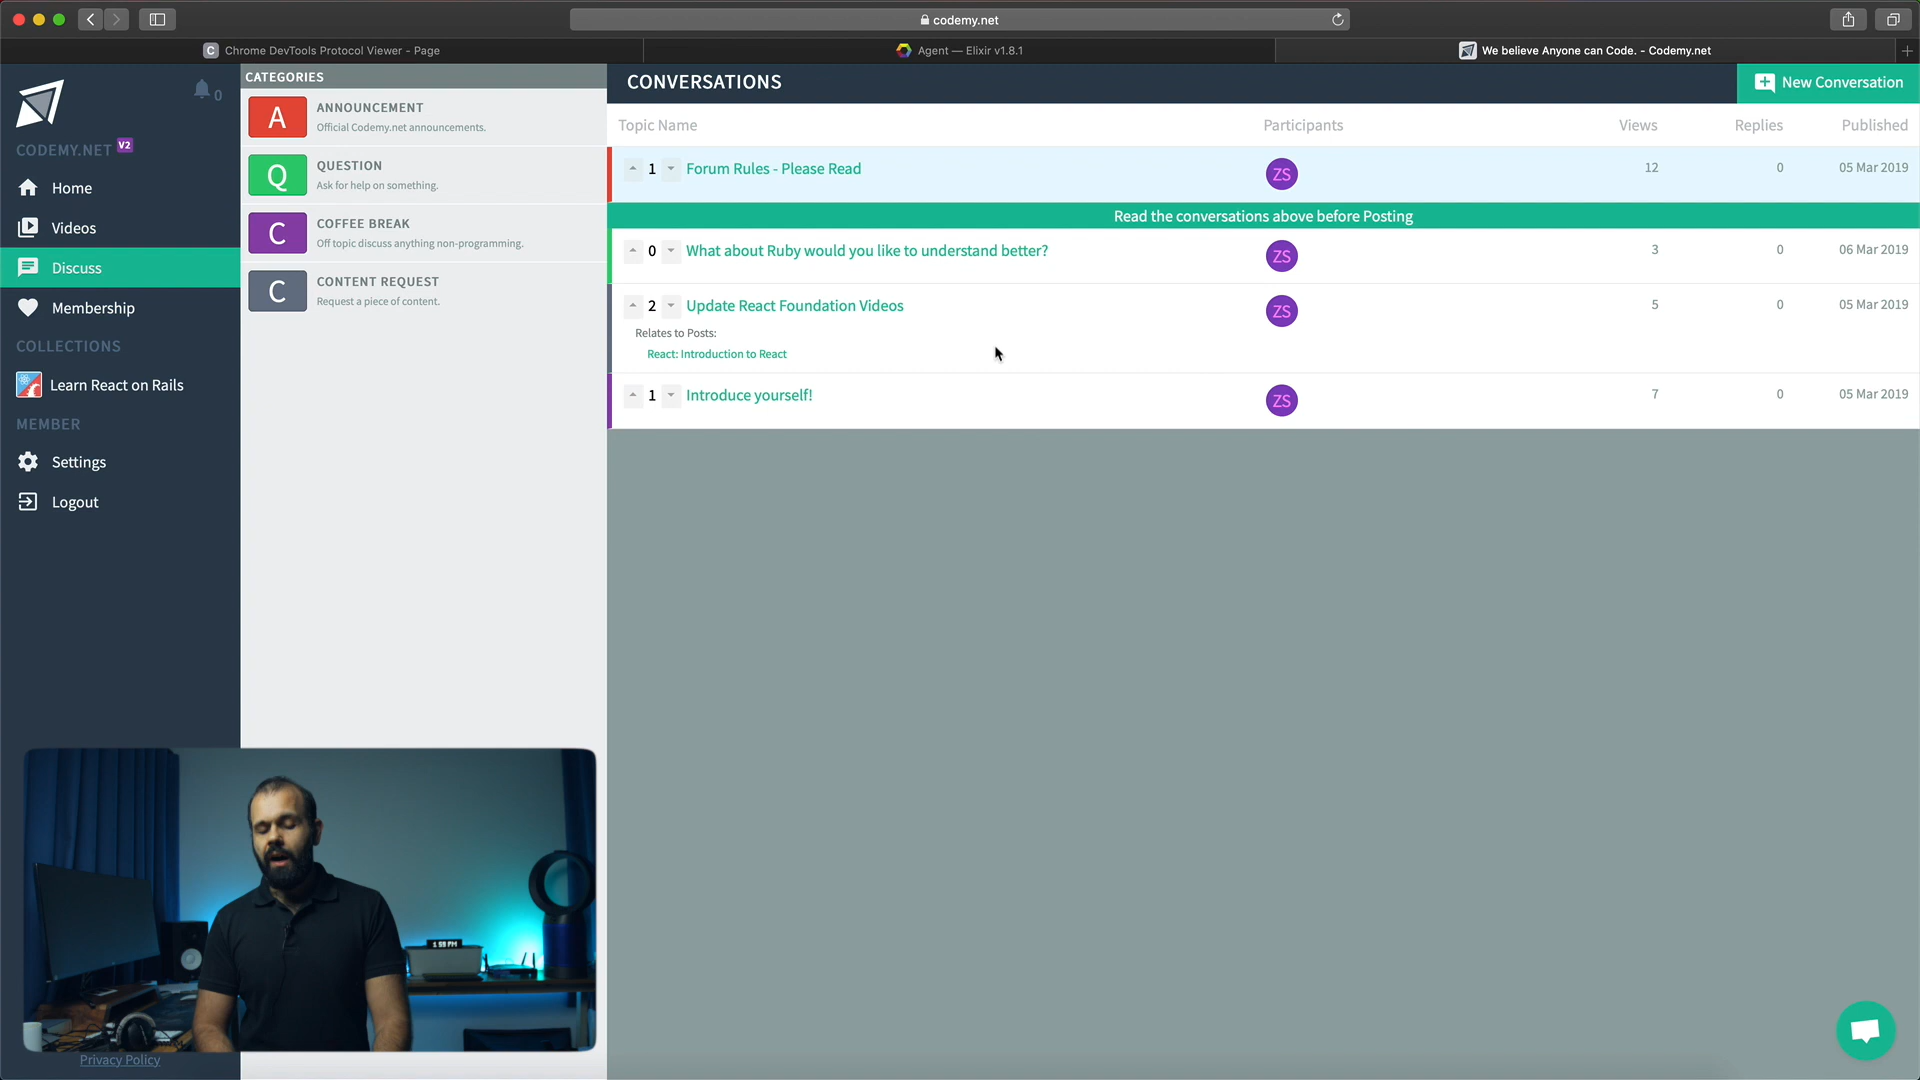 codemy.net
C Chrome DevTools Protocol Viewer - Page
Agent — Elixir v1.8.1
We believe Anyone can Code. - Codemy.net
0
CODEMY.NET V2
Home
Videos
Discuss
Membership
COLLECTIONS
Learn React on Rails
MEMBER
Settings
Logout
Privacy Policy
CATEGORIES
A
ANNOUNCEMENT
Official Codemy.net announcements.
Q
QUESTION
Ask for help on something.
C
COFFEE BREAK
Off topic discuss anything non-programming.
C
CONTENT REQUEST
Request a piece of content.
CONVERSATIONS
New Conversation
Topic Name Participants Views Replies Published
1 Forum Rules - Please Read ZS 12 0 05 Mar 2019
Read the conversations above before Posting
0 What about Ruby would you like to understand better? ZS 3 0 06 Mar 2019
2 Update React Foundation Videos ZS 5 0 05 Mar 2019
Relates to Posts:
React: Introduction to React
1 Introduce yourself! ZS 7 0 05 Mar 2019
1 59 PM